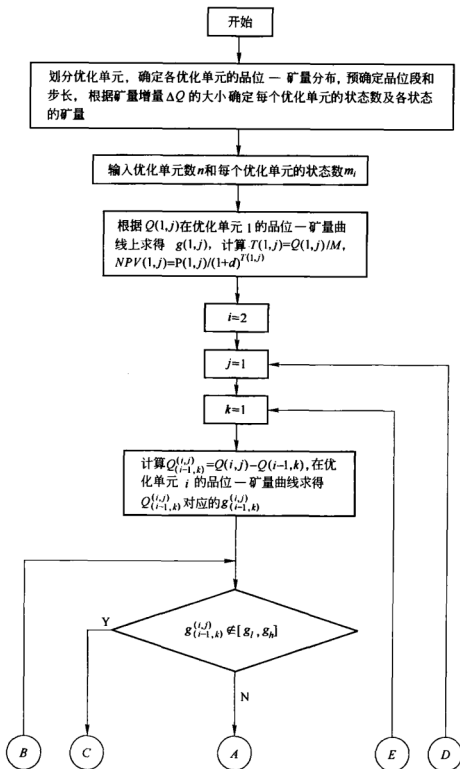 开始
划分优化单元，确定各优化单元的品位 — 矿量分布，预确定品位段和
步长，根据矿量增量 ΔQ 的大小确定每个优化单元的状态数及各状态
的矿量
输入优化单元数n和每个优化单元的状态数m_i
根据 Q(1,j)在优化单元 1 的品位 — 矿量曲
线上求得 g(1,j)，计算 T(1,j)=Q(1,j)/M，
NPV(1,j)=P(1,j)/(1+d)^{T(1,j)}
i=2
j=1
k=1
计算Q_{(i-1,k)}^{(i,j)}=Q(i,j)-Q(i-1,k),在优
化单元 i 的品位 — 矿量曲线求得
Q_{(i-1,k)}^{(i,j)}对应的g_{(i-1,k)}^{(i,j)}
g_{(i-1,k)}^{(i,j)}∉[g_l,g_h]
Y
N
B
C
A
E
D